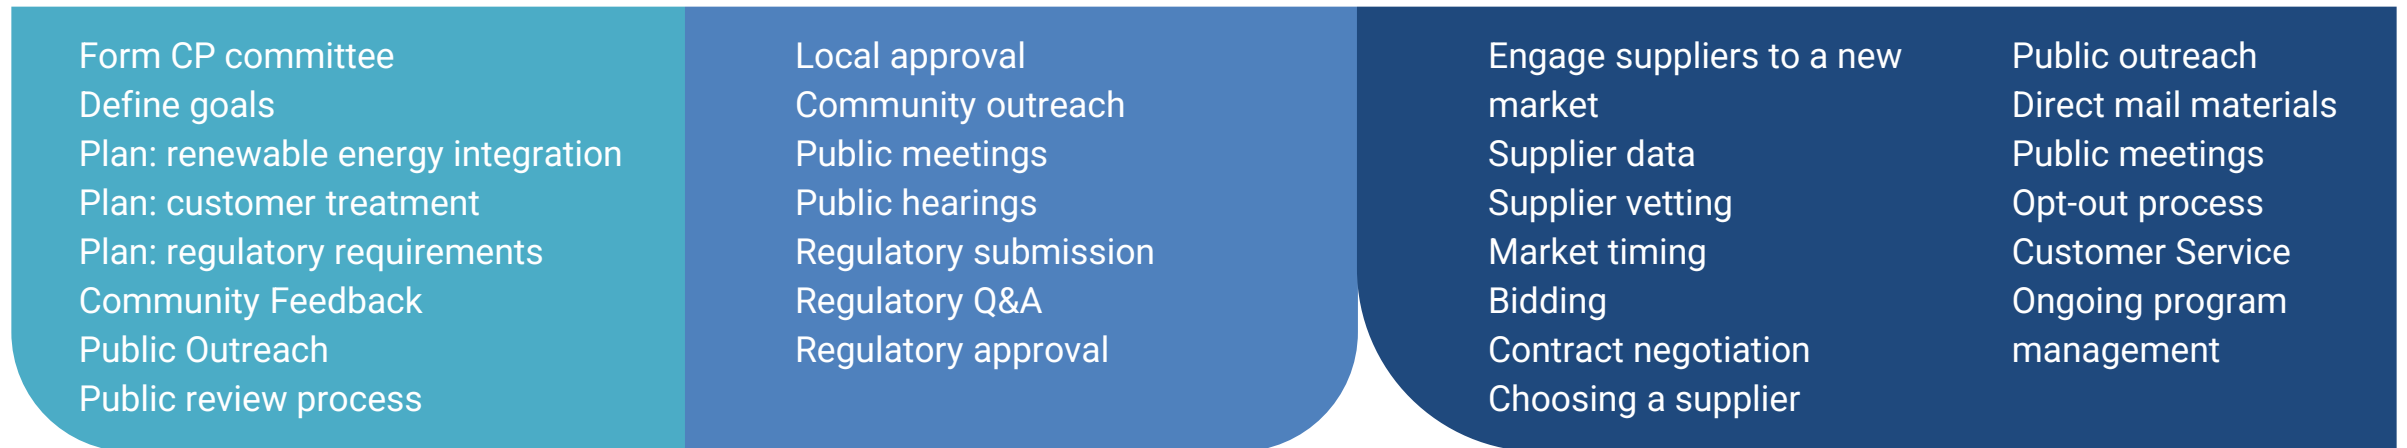 Form CP committee
Define goals
Plan: renewable energy integration
Plan: customer treatment
Plan: regulatory requirements
Community Feedback
Public Outreach
Public review process
Local approval
Community outreach
Public meetings
Public hearings
Regulatory submission
Regulatory Q&A
Regulatory approval
Engage suppliers to a new
market
Supplier data
Supplier vetting
Market timing
Bidding
Contract negotiation
Choosing a supplier
Public outreach
Direct mail materials
Public meetings
Opt-out process
Customer Service
Ongoing program
management